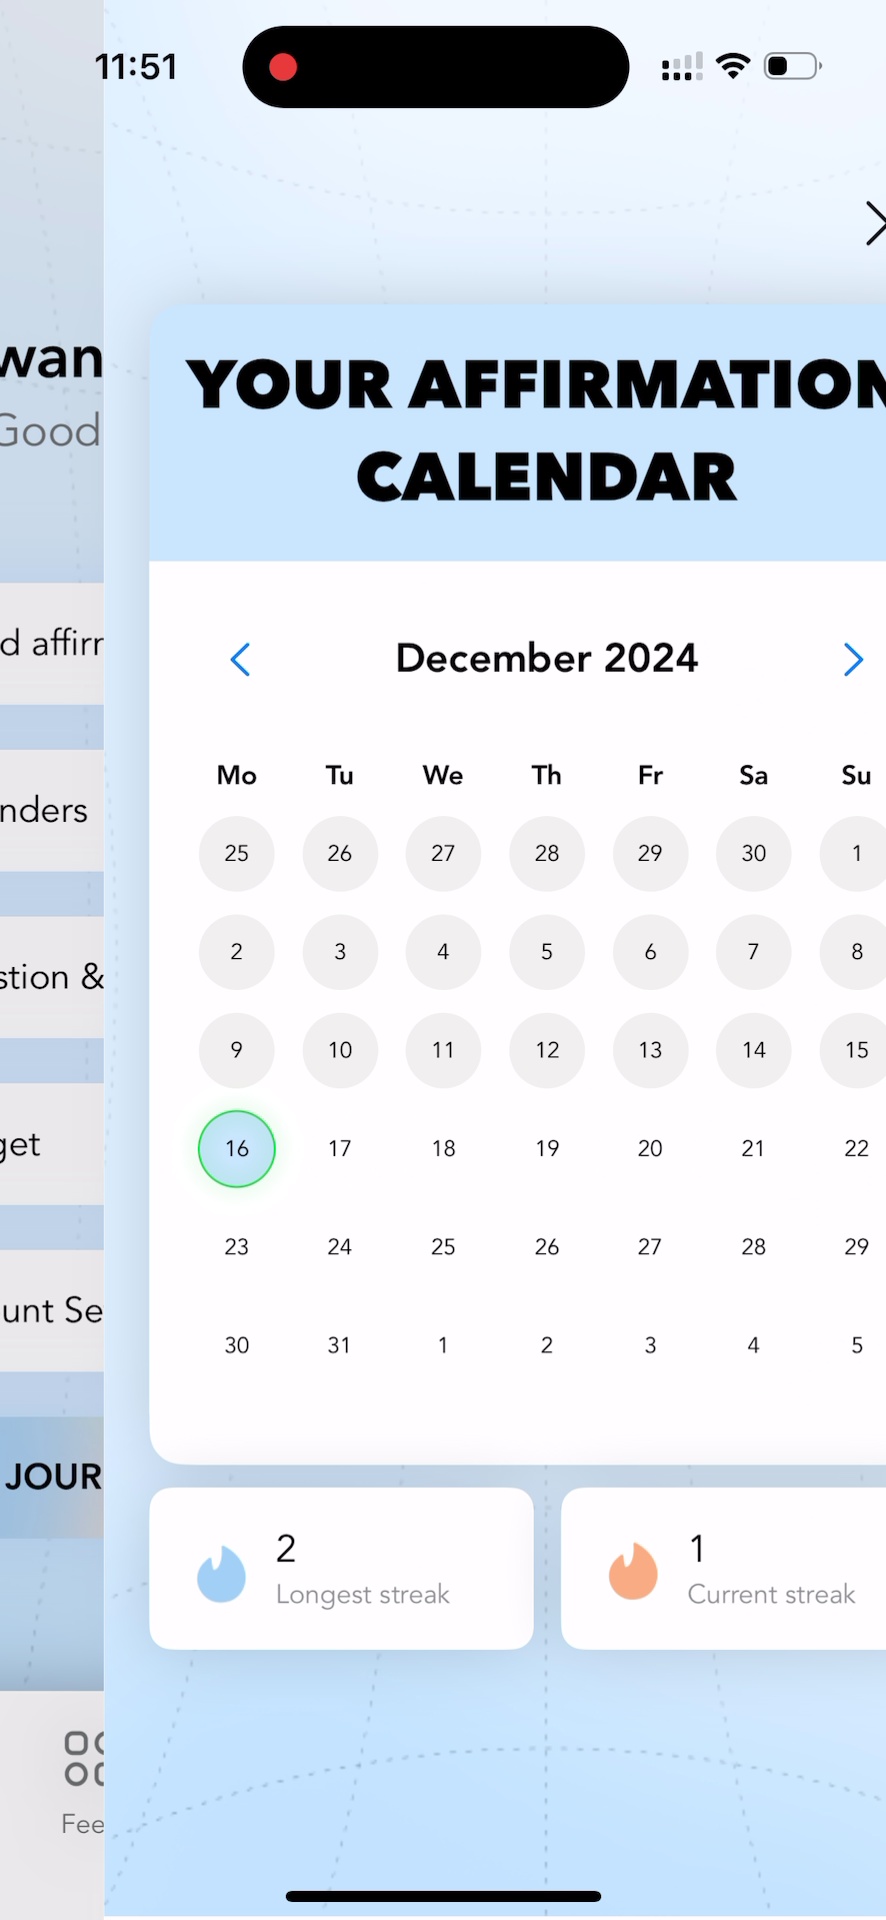 11:51
wan
Good
YOUR AFFIRMATION
CALENDAR
d affir
nders
stion &
get
unt Se
JOUR
Fee
December 2024
Mo Tu We Th Fr Sa Su
25 26 27 28 29 30 1
2 3 4 5 6 7 8
9 10 11 12 13 14 15
16 17 18 19 20 21 22
23 24 25 26 27 28 29
30 31 1 2 3 4 5
2
Longest streak
1
Current streak